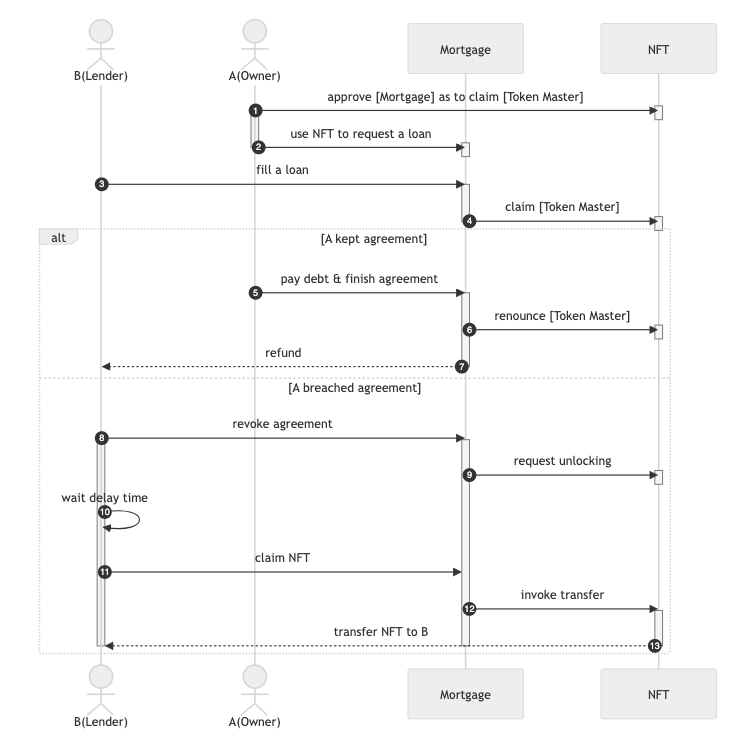 B(Lender)
A(Owner)
Mortgage
NFT
approve [Mortgage] as to claim [Token Master]
1
use NFT to request a loan
2
fill a loan
3
claim [Token Master]
4
alt
[A kept agreement]
pay debt & finish agreement
5
renounce [Token Master]
6
refund
7
[A breached agreement]
revoke agreement
8
request unlocking
9
wait delay time
10
claim NFT
11
invoke transfer
12
transfer NFT to B
13
B(Lender)
A(Owner)
Mortgage
NFT